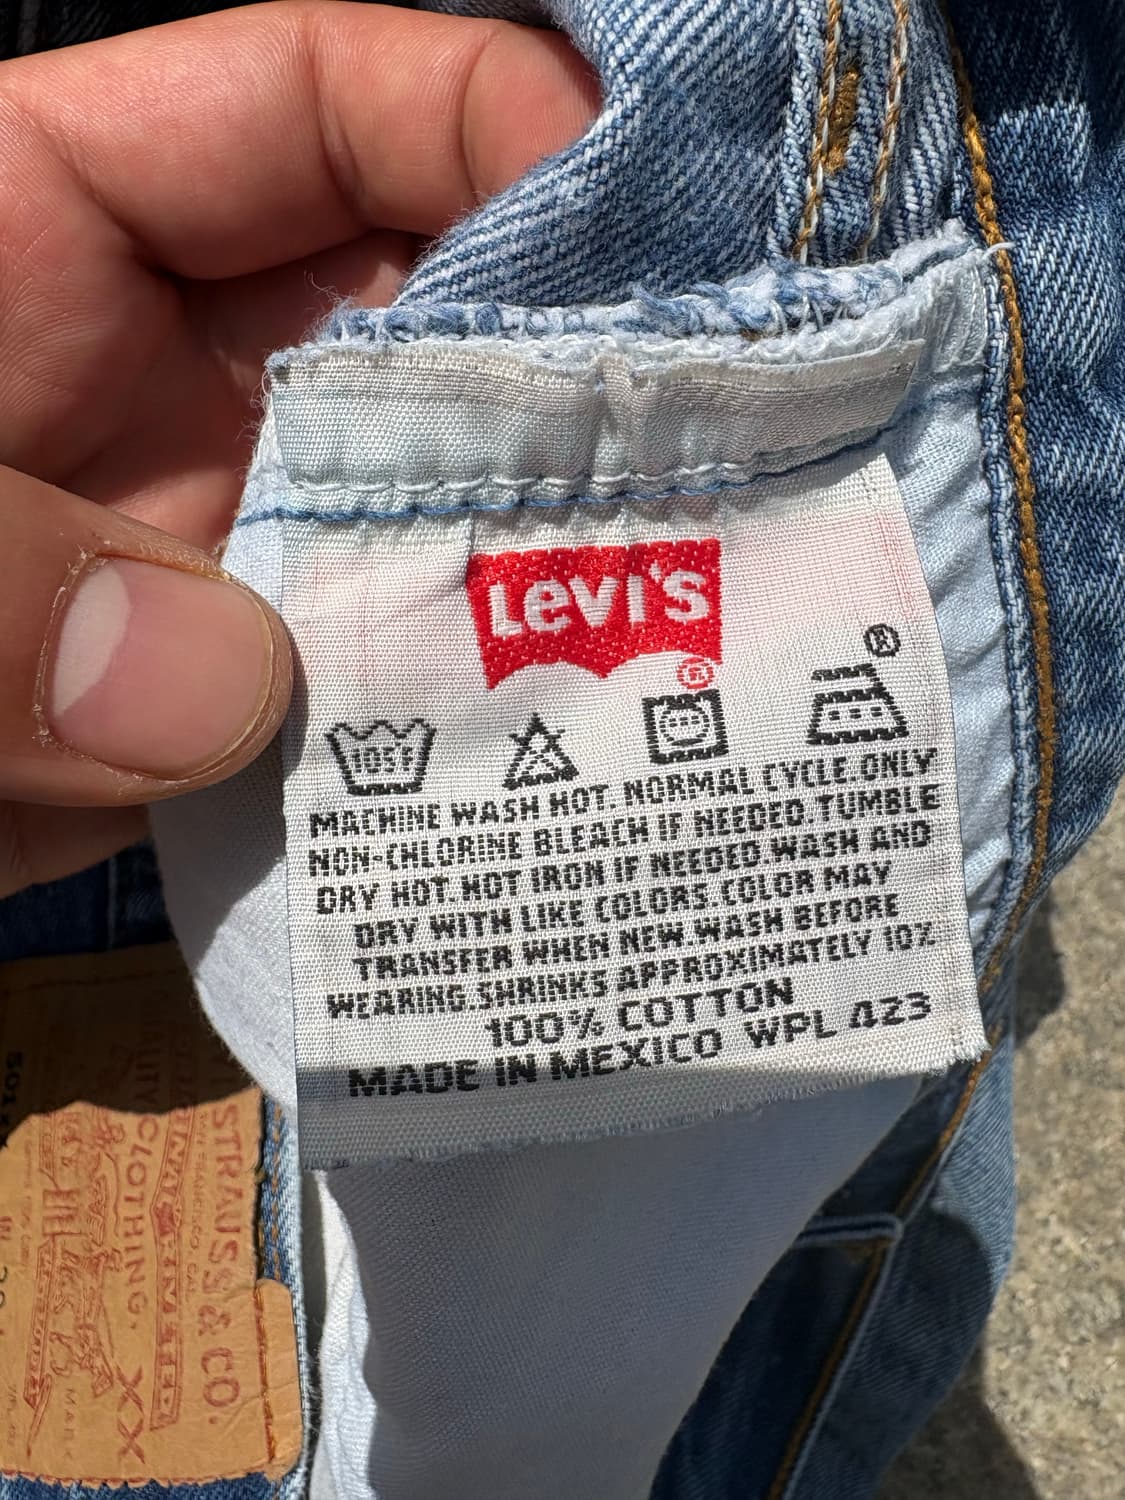 Levi's
®
®
105°F
MACHINE WASH HOT. NORMAL CYCLE.ONLY
NON-CHLORINE BLEACH IF NEEDED.TUMBLE
DRY HOT.HOT IRON IF NEEDED.WASH AND
DRY WITH LIKE COLORS.COLOR MAY
TRANSFER WHEN NEW.WASH BEFORE
WEARING.SHRINKS APPROXIMATELY 10%
100% COTTON
MADE IN MEXICO WPL 423
STRAUSS & CO.
CLOTHING.
XX
501